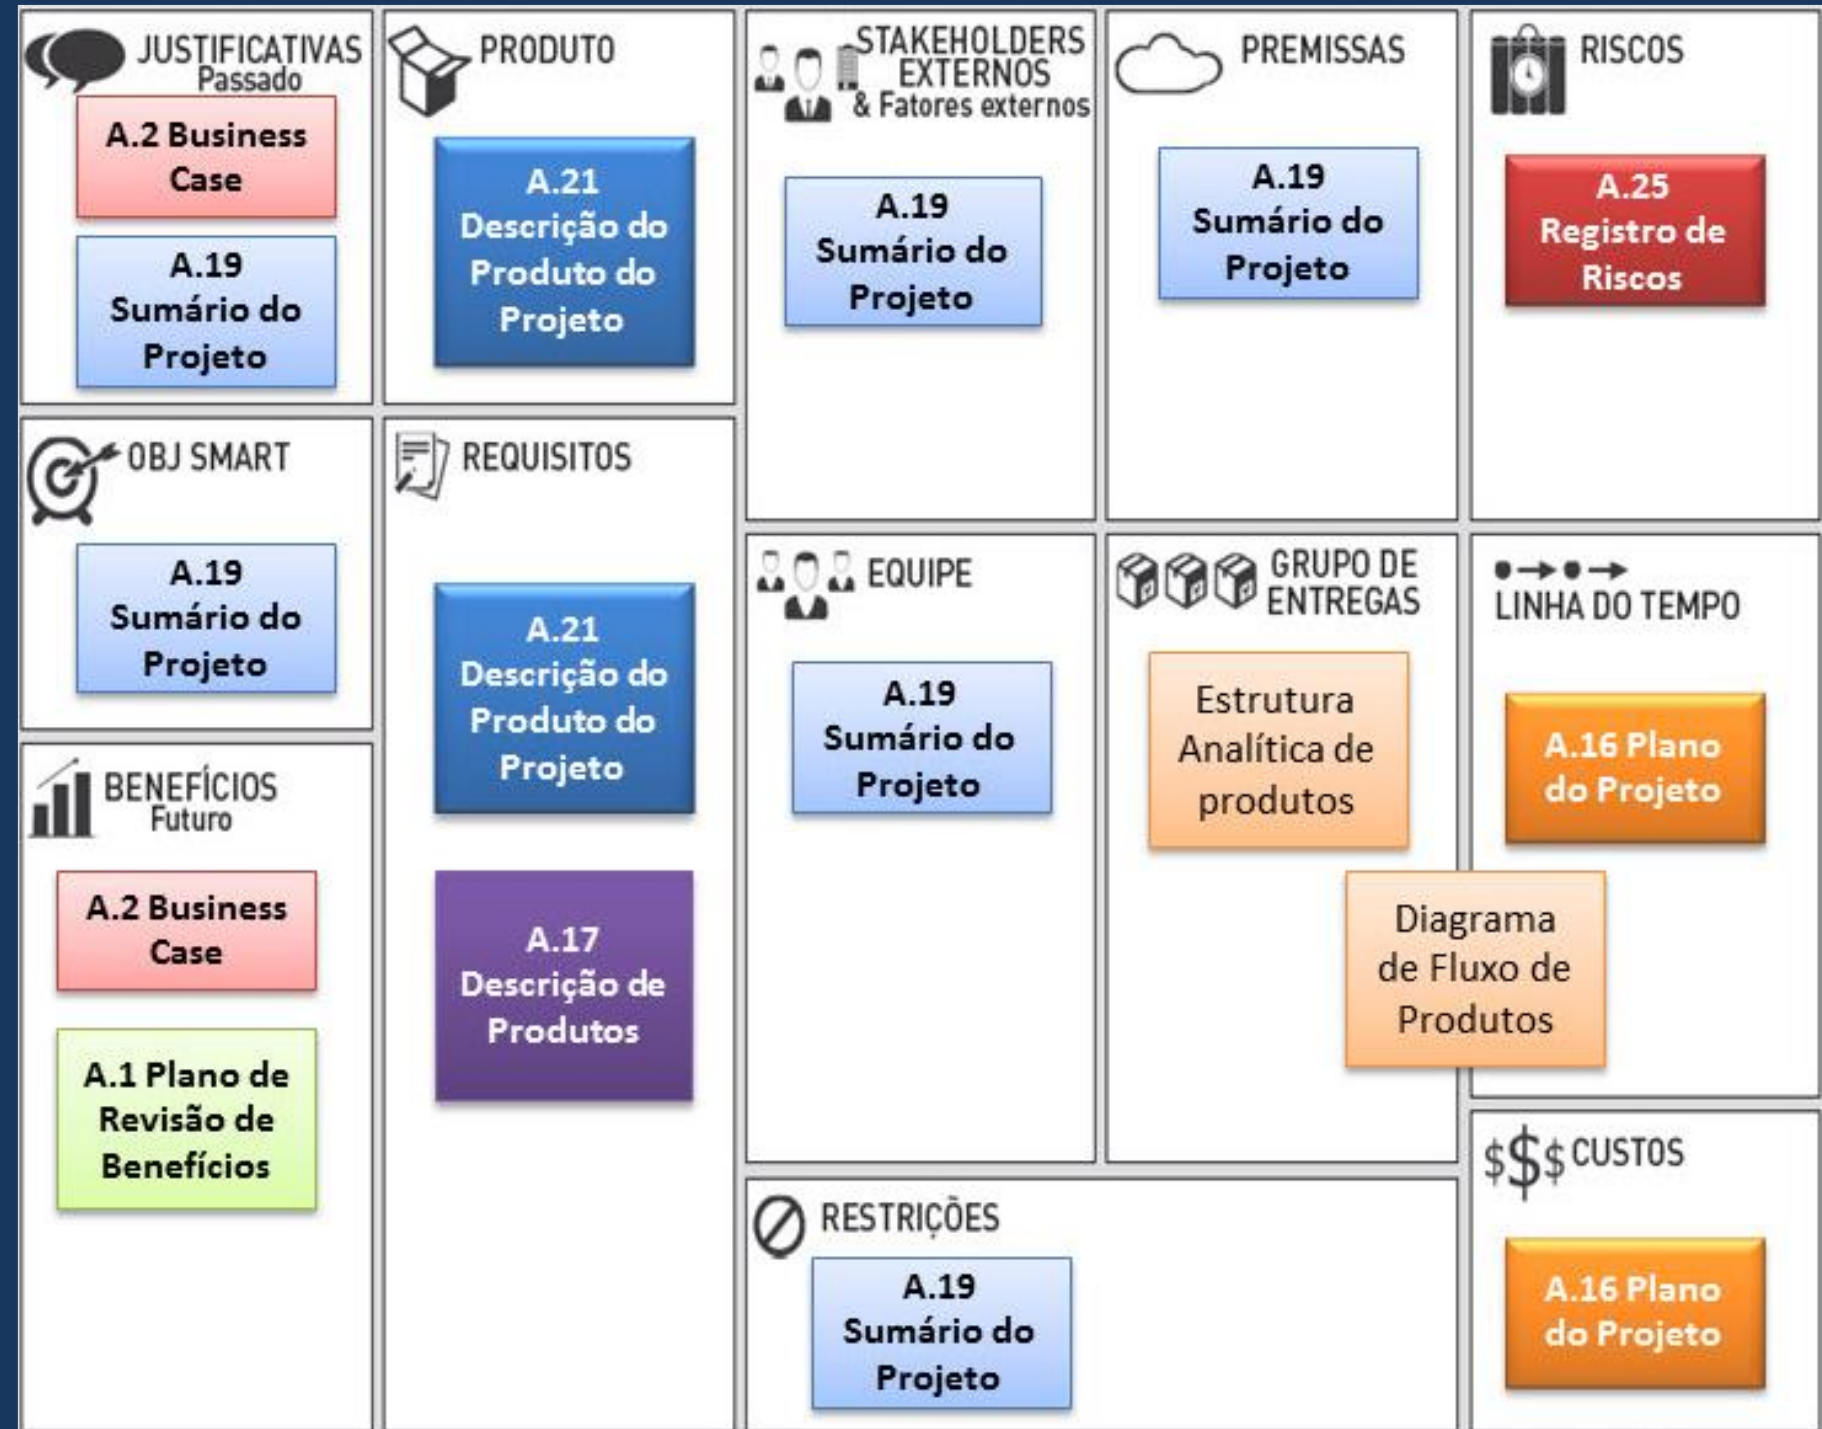 JUSTIFICATIVAS
Passado
A.2 Business
Case
A.19
Sumário do
Projeto
PRODUTO
A.21
Descrição do
Produto do
Projeto
STAKEHOLDERS
EXTERNOS
& Fatores externos
A.19
Sumário do
Projeto
PREMISSAS
A.19
Sumário do
Projeto
RISCOS
A.25
Registro de
Riscos
OBJ SMART
A.19
Sumário do
Projeto
REQUISITOS
A.21
Descrição do
Produto do
Projeto
A.17
Descrição de
Produtos
EQUIPE
A.19
Sumário do
Projeto
GRUPO DE
ENTREGAS
Estrutura
Analítica de
produtos
Diagrama
de Fluxo de
Produtos
LINHA DO TEMPO
A.16 Plano
do Projeto
BENEFÍCIOS
Futuro
A.2 Business
Case
A.1 Plano de
Revisão de
Benefícios
RESTRIÇÕES
A.19
Sumário do
Projeto
$$$ CUSTOS
A.16 Plano
do Projeto